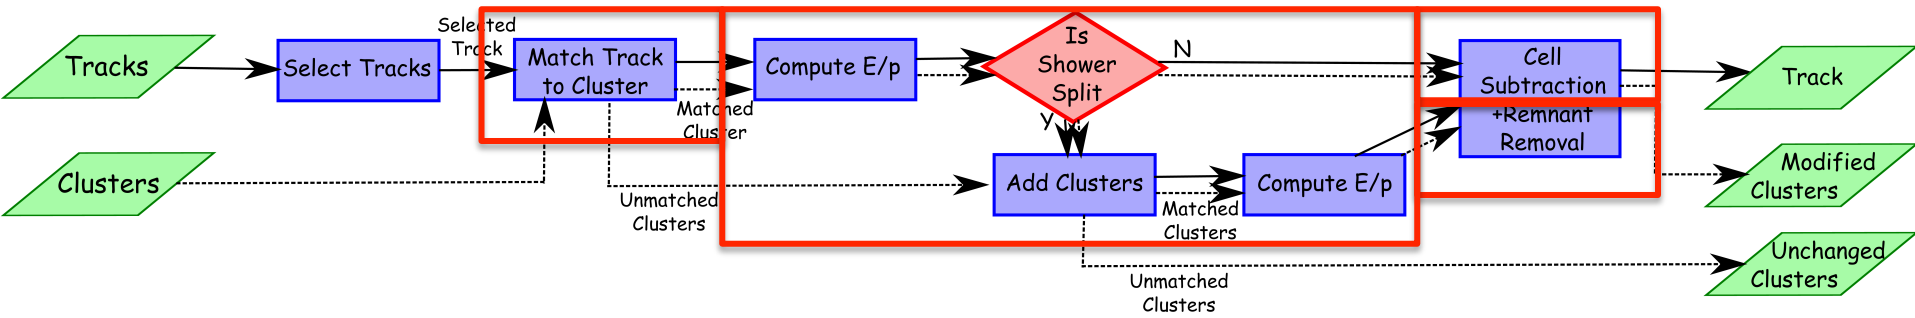 Tracks
Select Tracks
Selected
Track
Match Track
to Cluster
Matched
Cluster
Compute E/p
Is
Shower
Split
N
Y
Cell
Subtraction
+Remnant
Removal
Track
Clusters
Unmatched
Clusters
Add Clusters
Matched
Clusters
Compute E/p
Modified
Clusters
Unmatched
Clusters
Unchanged
Clusters